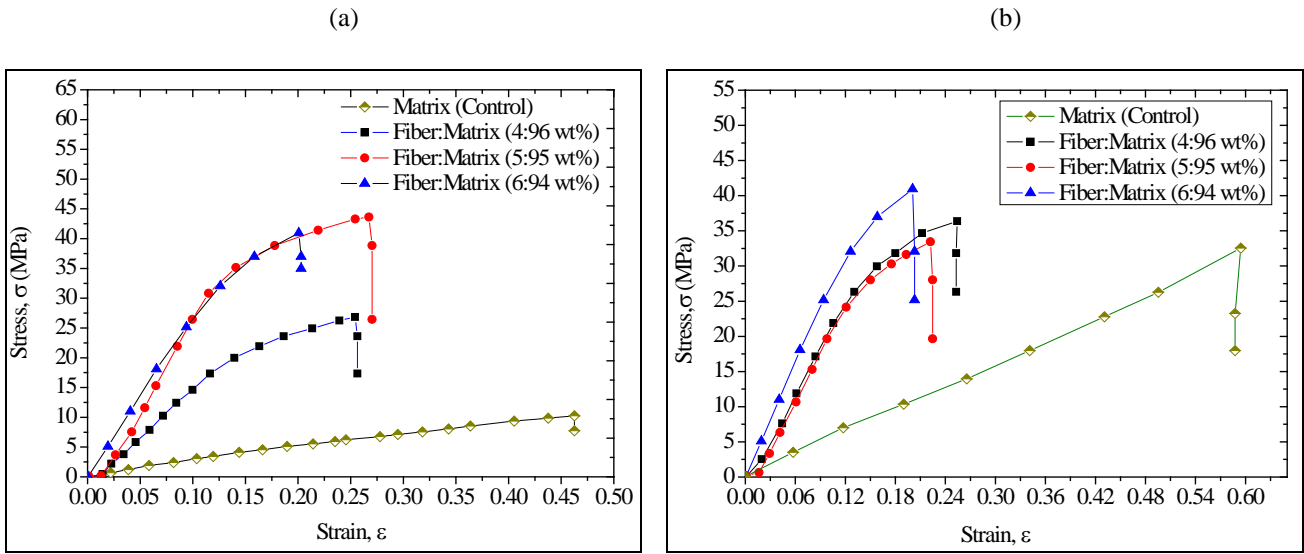 (a)
(b)
65
60
55
50
45
40
35
30
25
20
15
10
5
0
Stress, σ (MPa)
Matrix (Control)
Fiber:Matrix (4:96 wt%)
Fiber:Matrix (5:95 wt%)
Fiber:Matrix (6:94 wt%)
0.00 0.05 0.10 0.15 0.20 0.25 0.30 0.35 0.40 0.45 0.50
Strain, ε
55
50
45
40
35
30
25
20
15
10
5
0
Stress,σ (MPa)
Matrix (Control)
Fiber:Matrix (4:96 wt%)
Fiber:Matrix (5:95 wt%)
Fiber:Matrix (6:94 wt%)
0.00 0.06 0.12 0.18 0.24 0.30 0.36 0.42 0.48 0.54 0.60
Strain, ε